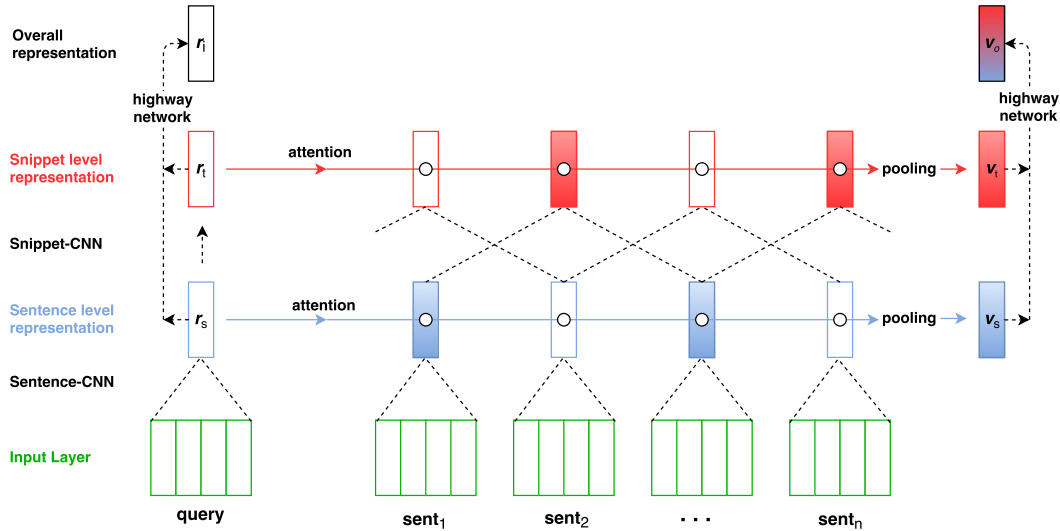 Overall
representation
r_i
v_o
highway
network
highway
network
Snippet level
representation
r_t
attention
pooling
v_t
Snippet-CNN
Sentence level
representation
r_s
attention
pooling
v_s
Sentence-CNN
Input Layer
query
sent_1
sent_2
. . .
sent_n